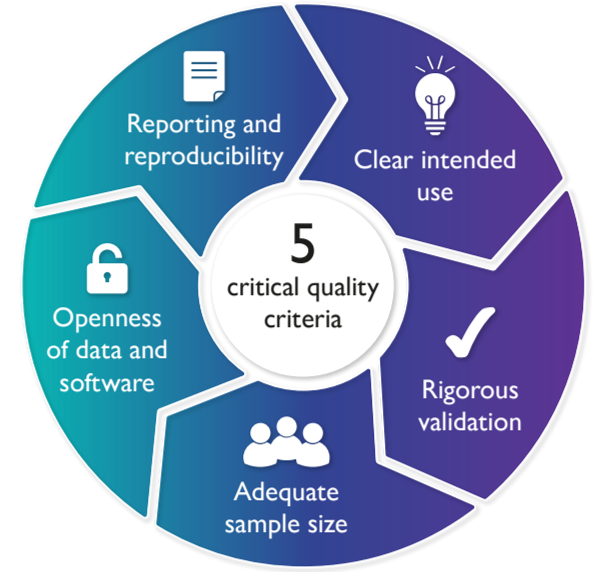 5
critical quality
criteria
Clear intended
use
Rigorous
validation
Adequate
sample size
Openness
of data and
software
Reporting and
reproducibility